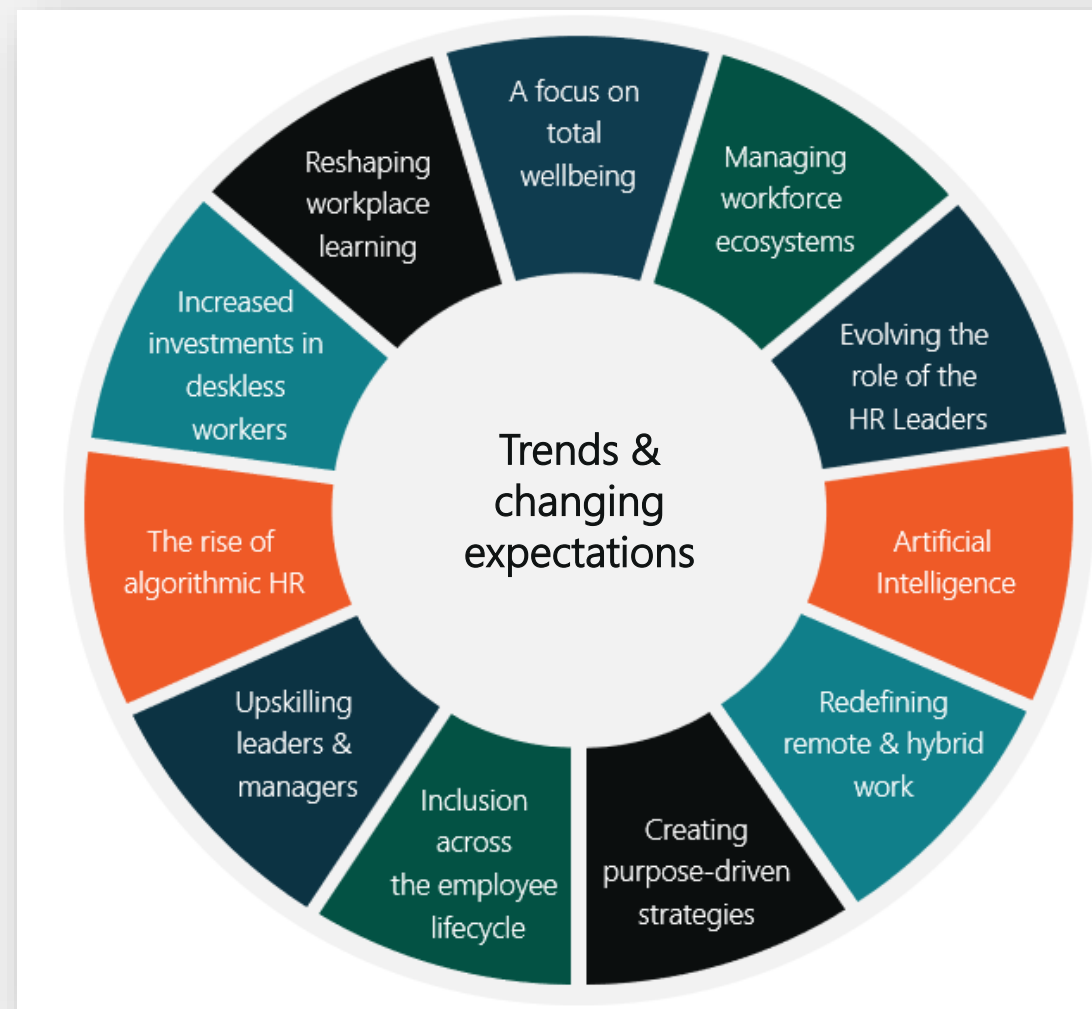 A focus on
total
wellbeing
Managing
workforce
ecosystems
Evolving the
role of the
HR Leaders
Artificial
Intelligence
Redefining
remote & hybrid
work
Creating
purpose-driven
strategies
Inclusion
across
the employee
lifecycle
Upskilling
leaders &
managers
The rise of
algorithmic HR
Increased
investments in
deskless
workers
Reshaping
workplace
learning
Trends &
changing
expectations